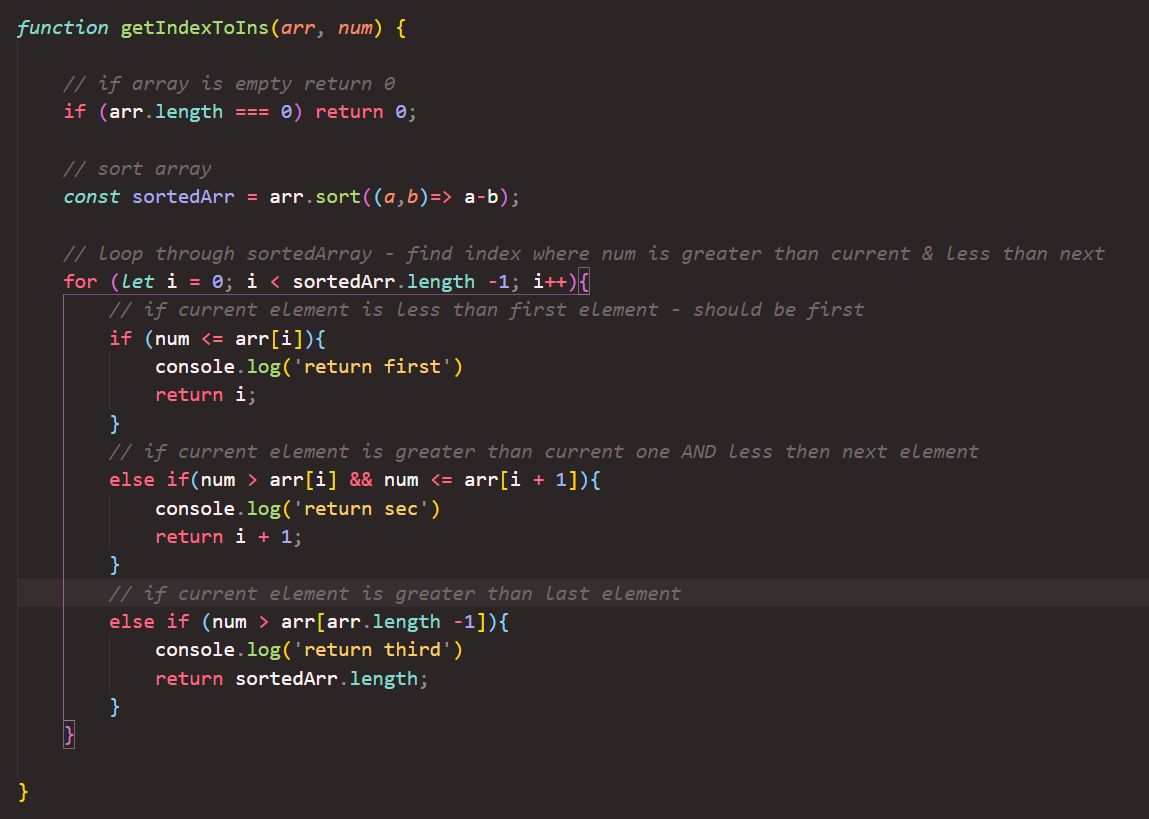 function getIndexToIns(arr, num) {
// if array is empty return 0
if (arr.length === 0) return 0;
// sort array
const sortedArr = arr.sort((a,b)=> a-b);
// loop through sortedArray - find index where num is greater than current & less than next
for (let i = 0; i < sortedArr.length -1; i++){
// if current element is less than first element - should be first
if (num <= arr[i]){
console.log('return first')
return i;
}
// if current element is greater than current one AND less then next element
else if(num > arr[i] && num <= arr[i + 1]){
console.log('return sec')
return i + 1;
}
// if current element is greater than last element
else if (num > arr[arr.length -1]){
console.log('return third')
return sortedArr.length;
}
}
}